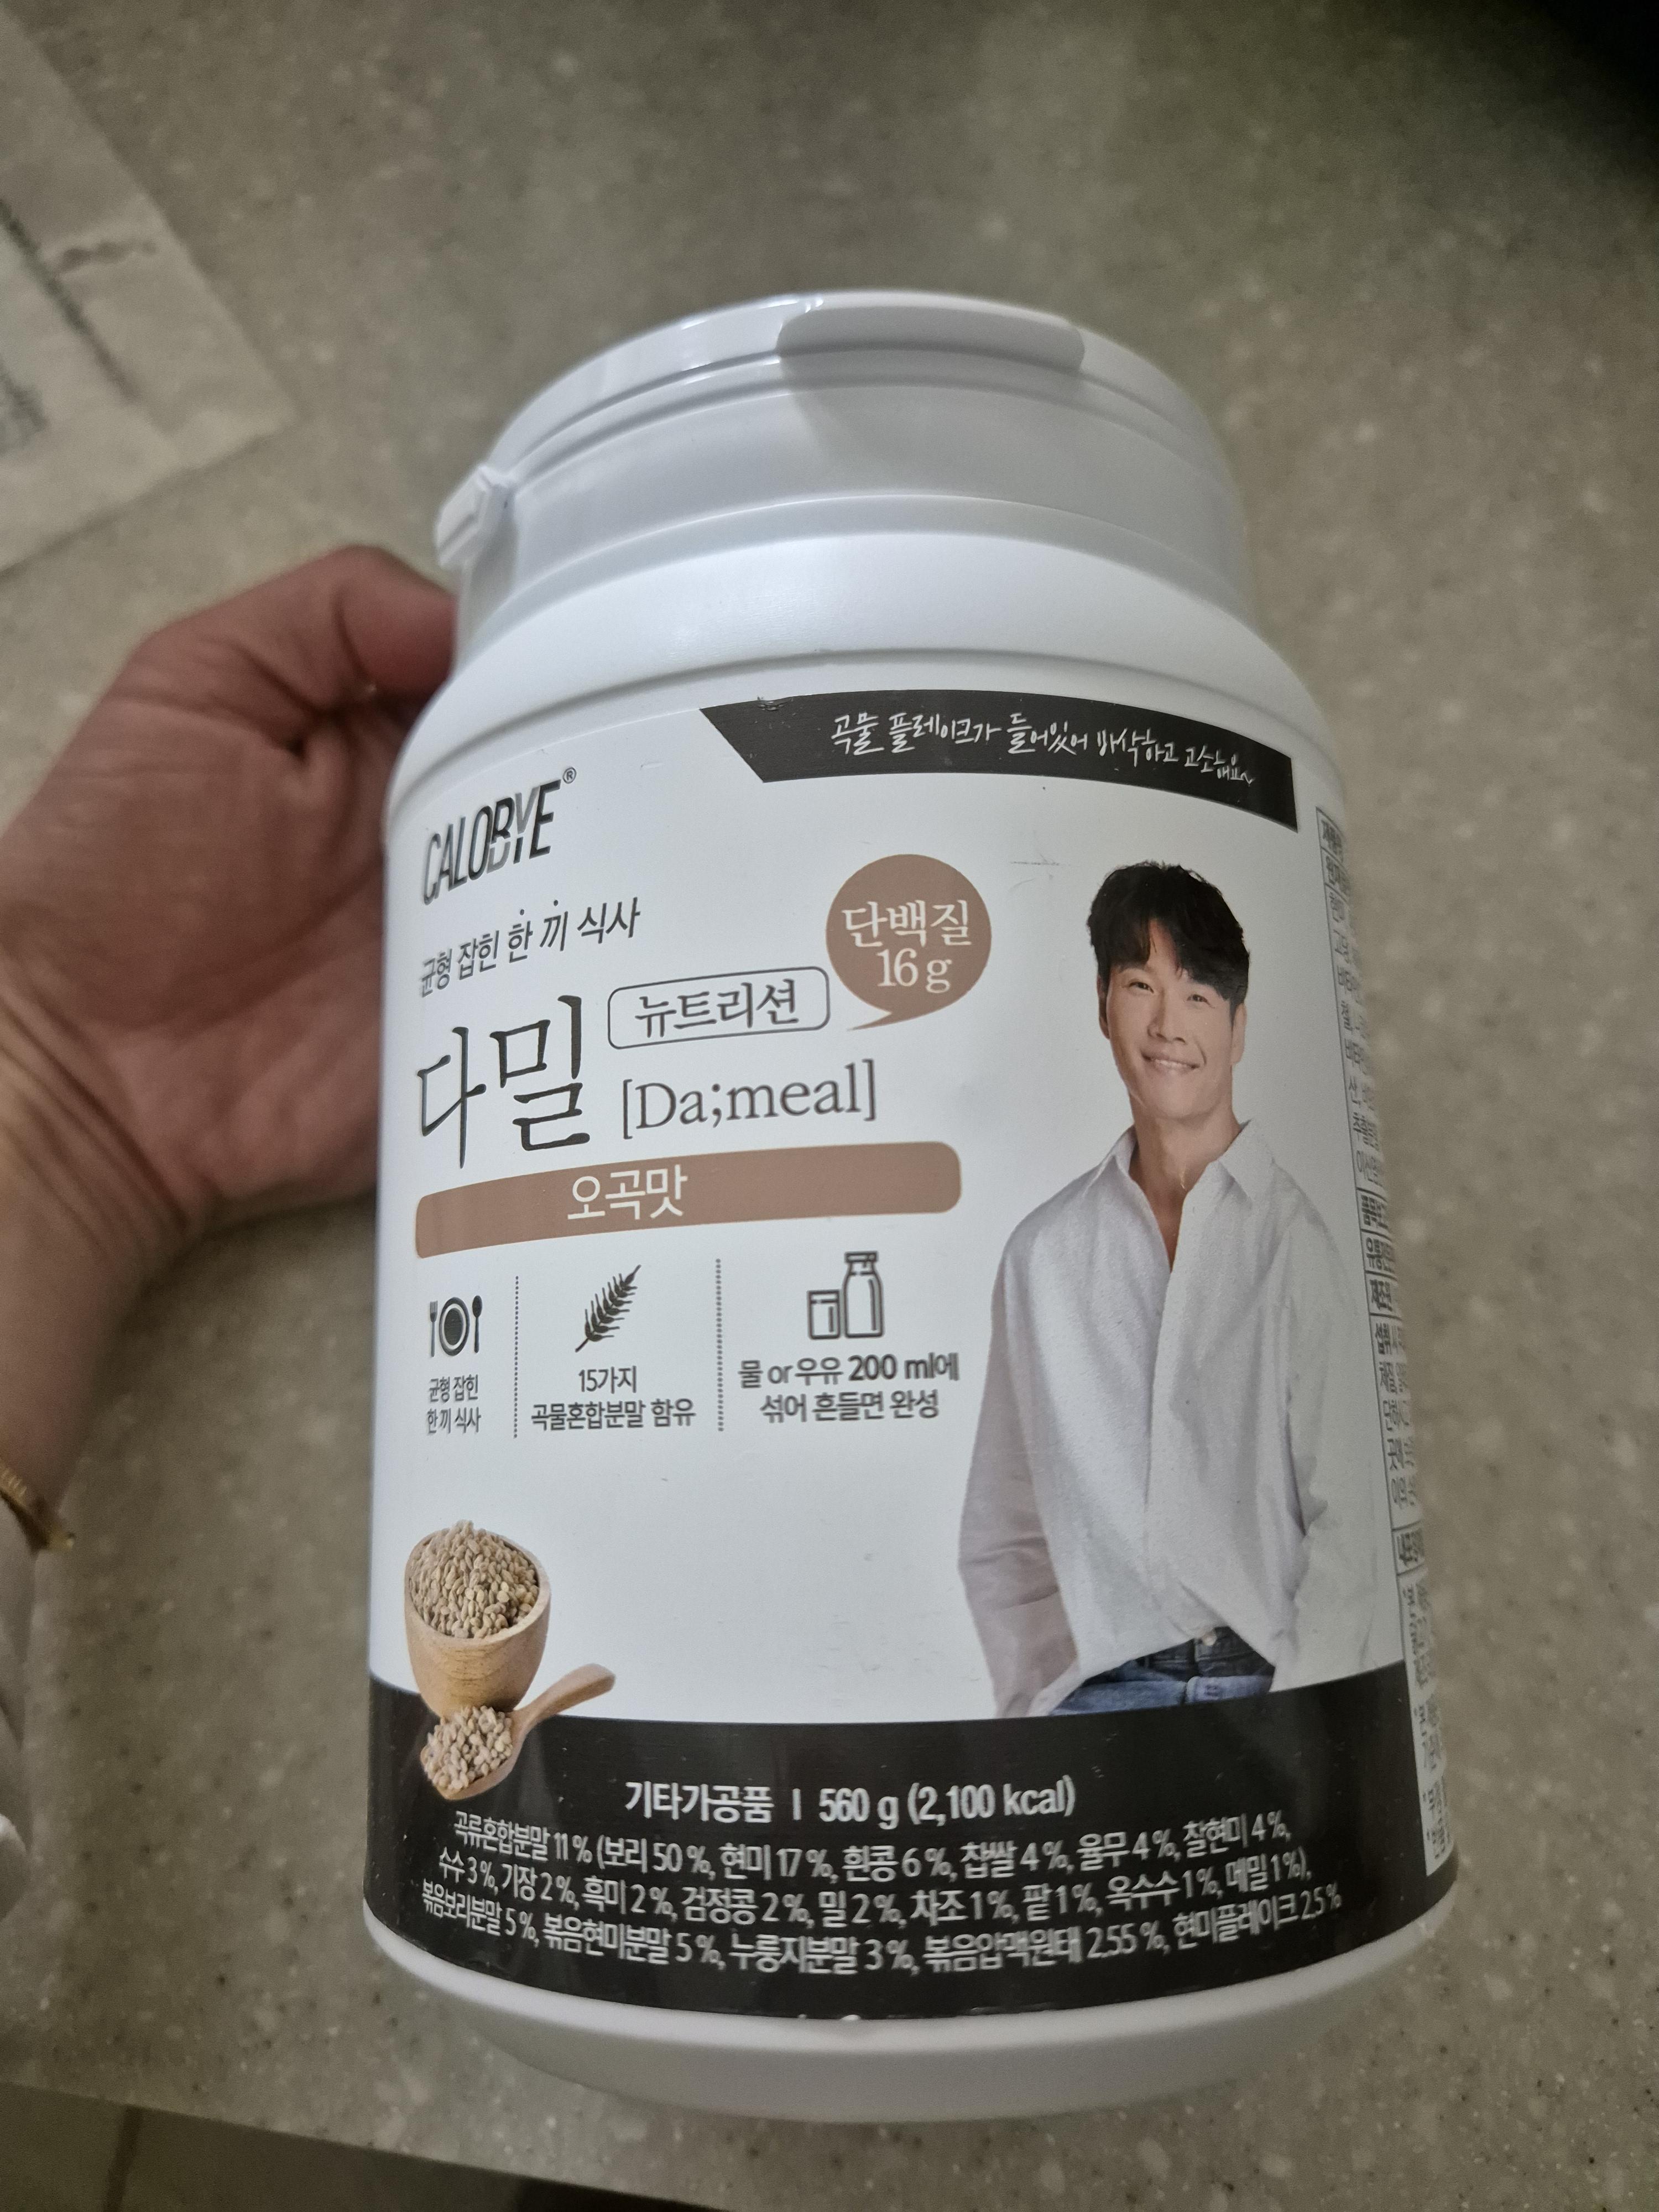 곡물 플레이크가 들어있어 바삭하고 고소해요~
CALOBYE®
균형 잡힌 한 끼 식사
단백질
16 g
뉴트리션
다밀
[Da;meal]
오곡맛
균형 잡힌
한 끼 식사
15가지
곡물혼합분말 함유
물 or 우유 200 ml에
섞어 흔들면 완성
기타가공품 | 560 g (2,100 kcal)
곡류혼합분말 11 % (보리 50 %, 현미 17 %, 흰콩 6 %, 찹쌀 4 %, 율무 4 %, 찰현미 4 %,
수수 3 %, 기장 2 %, 흑미 2 %, 검정콩 2 %, 밀 2 %, 차조 1 %, 팥 1 %, 옥수수 1 %, 메밀 1 %),
볶음보리분말 5 %, 볶음현미분말 5 %, 누룽지분말 3 %, 볶음압맥원태 2.55 %, 현미플레이크 2.5 %